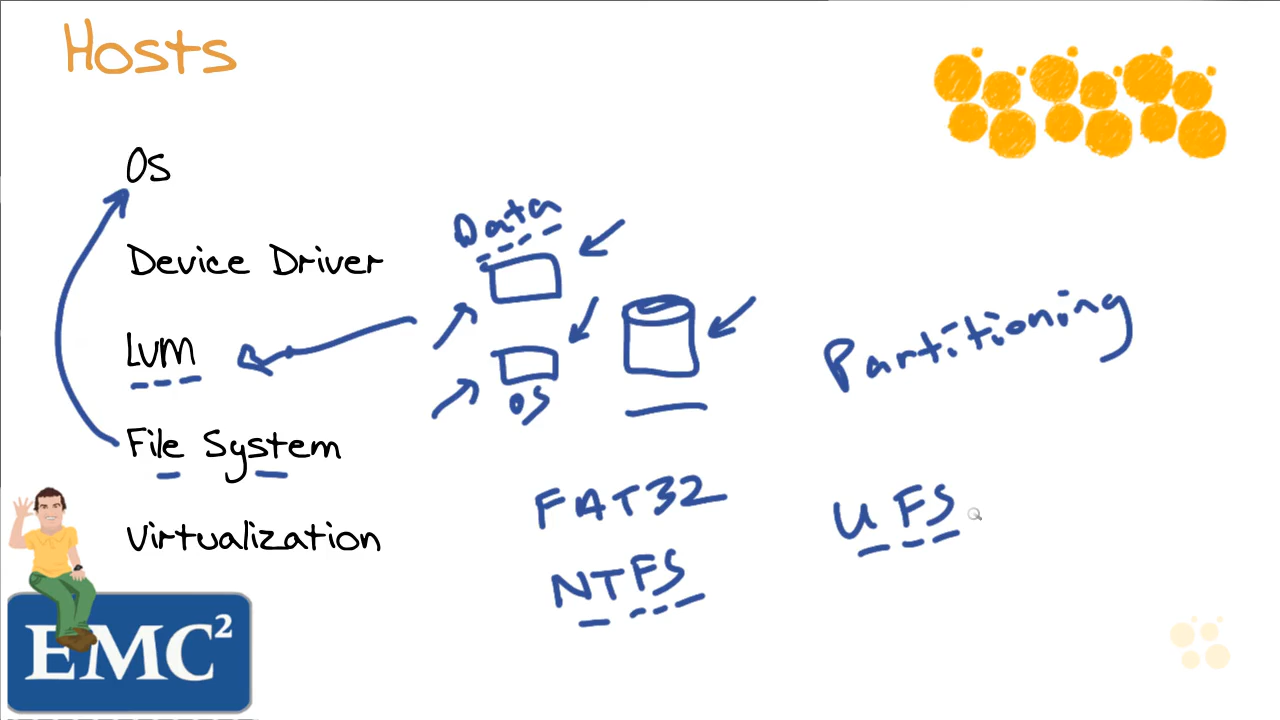 Hosts
OS
Device Driver
LVM
File System
Virtualization
Data
OS
Partitioning
FAT32
NTFS
UFS
EMC²